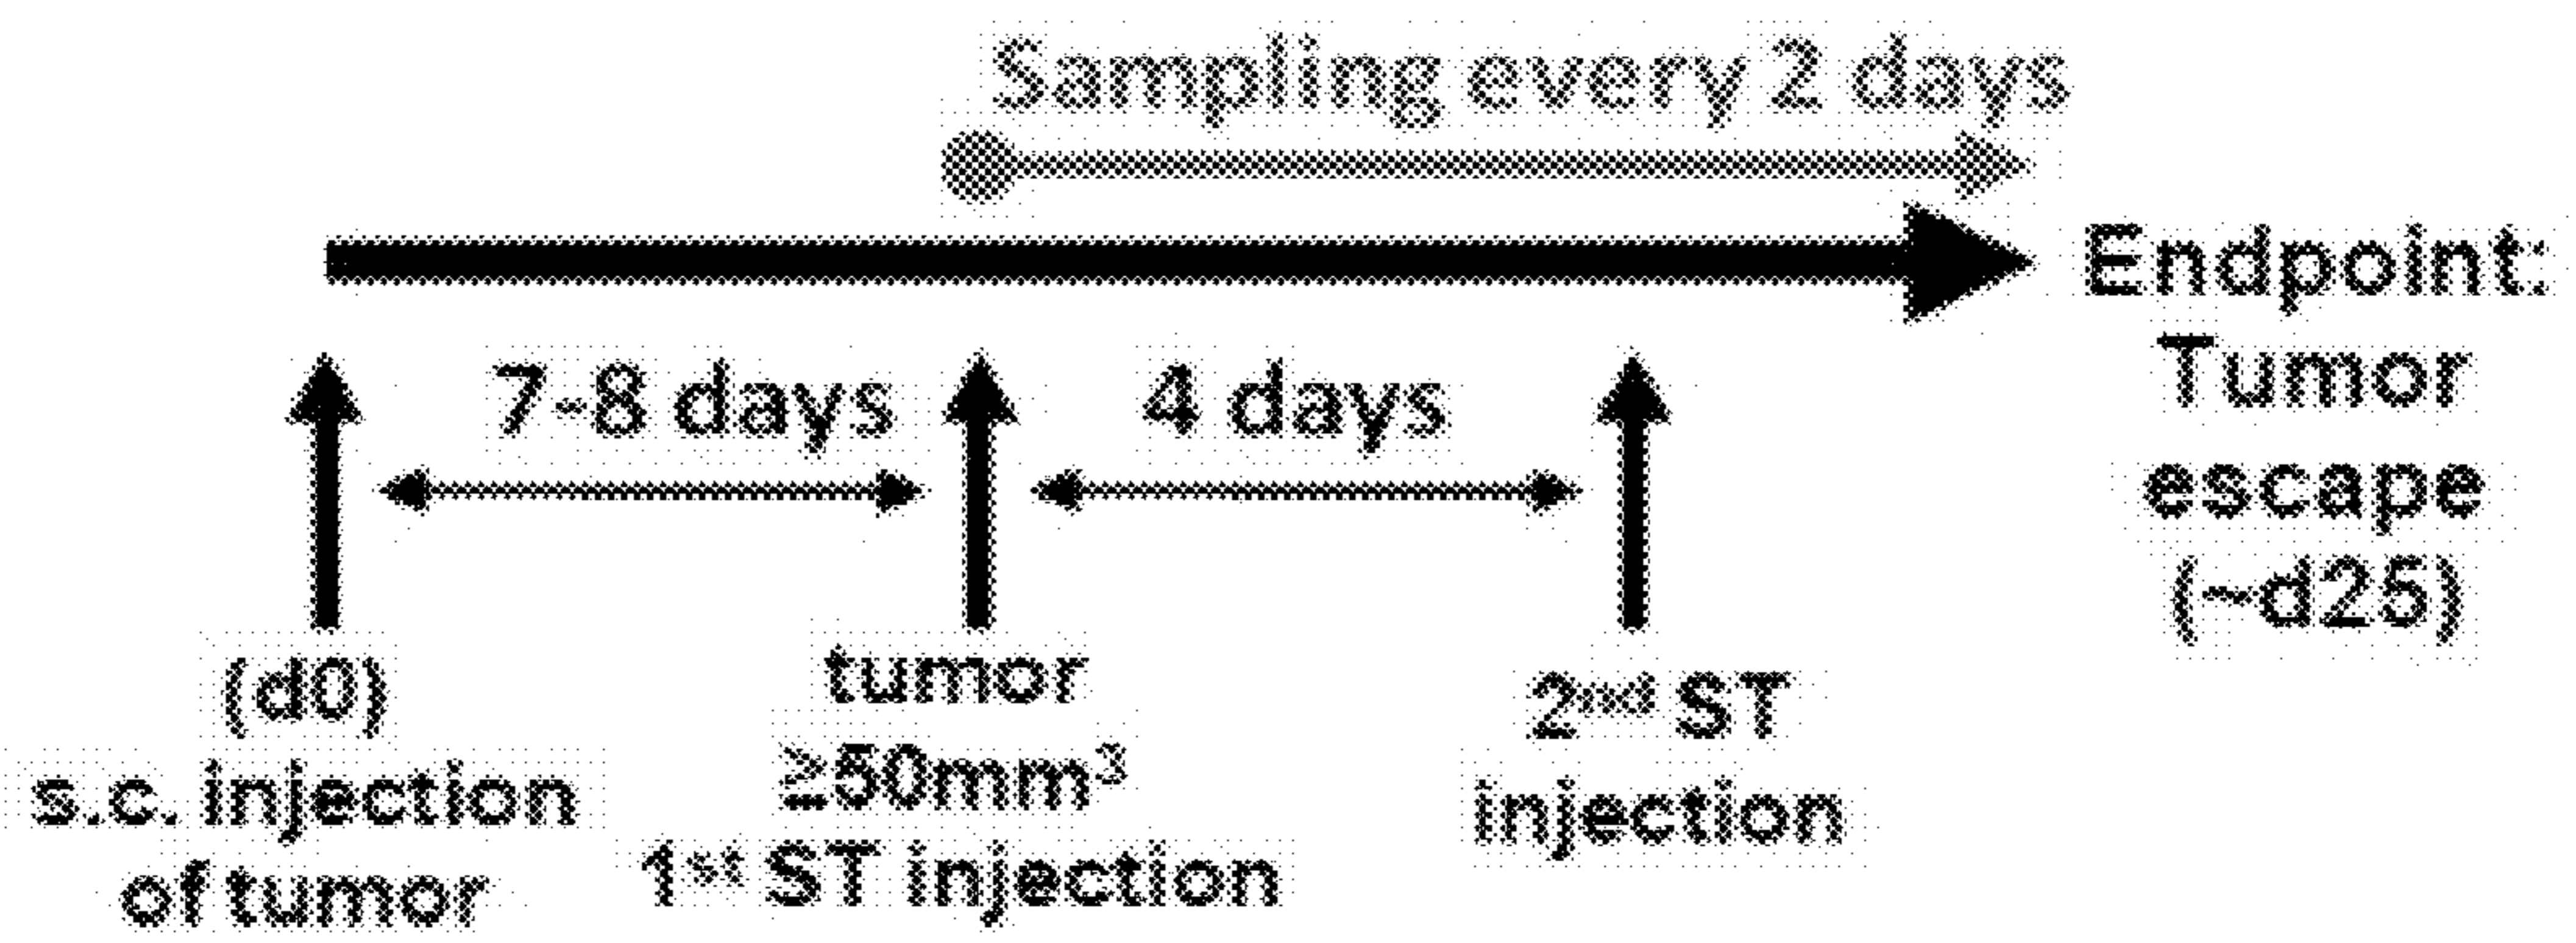 Sampling every 2 days
Endpoint:
Tumor
escape
(~d25)
7-8 days
4 days
(d0)
s.c. injection
of tumor
tumor
≥50mm³
1st ST injection
2nd ST
injection